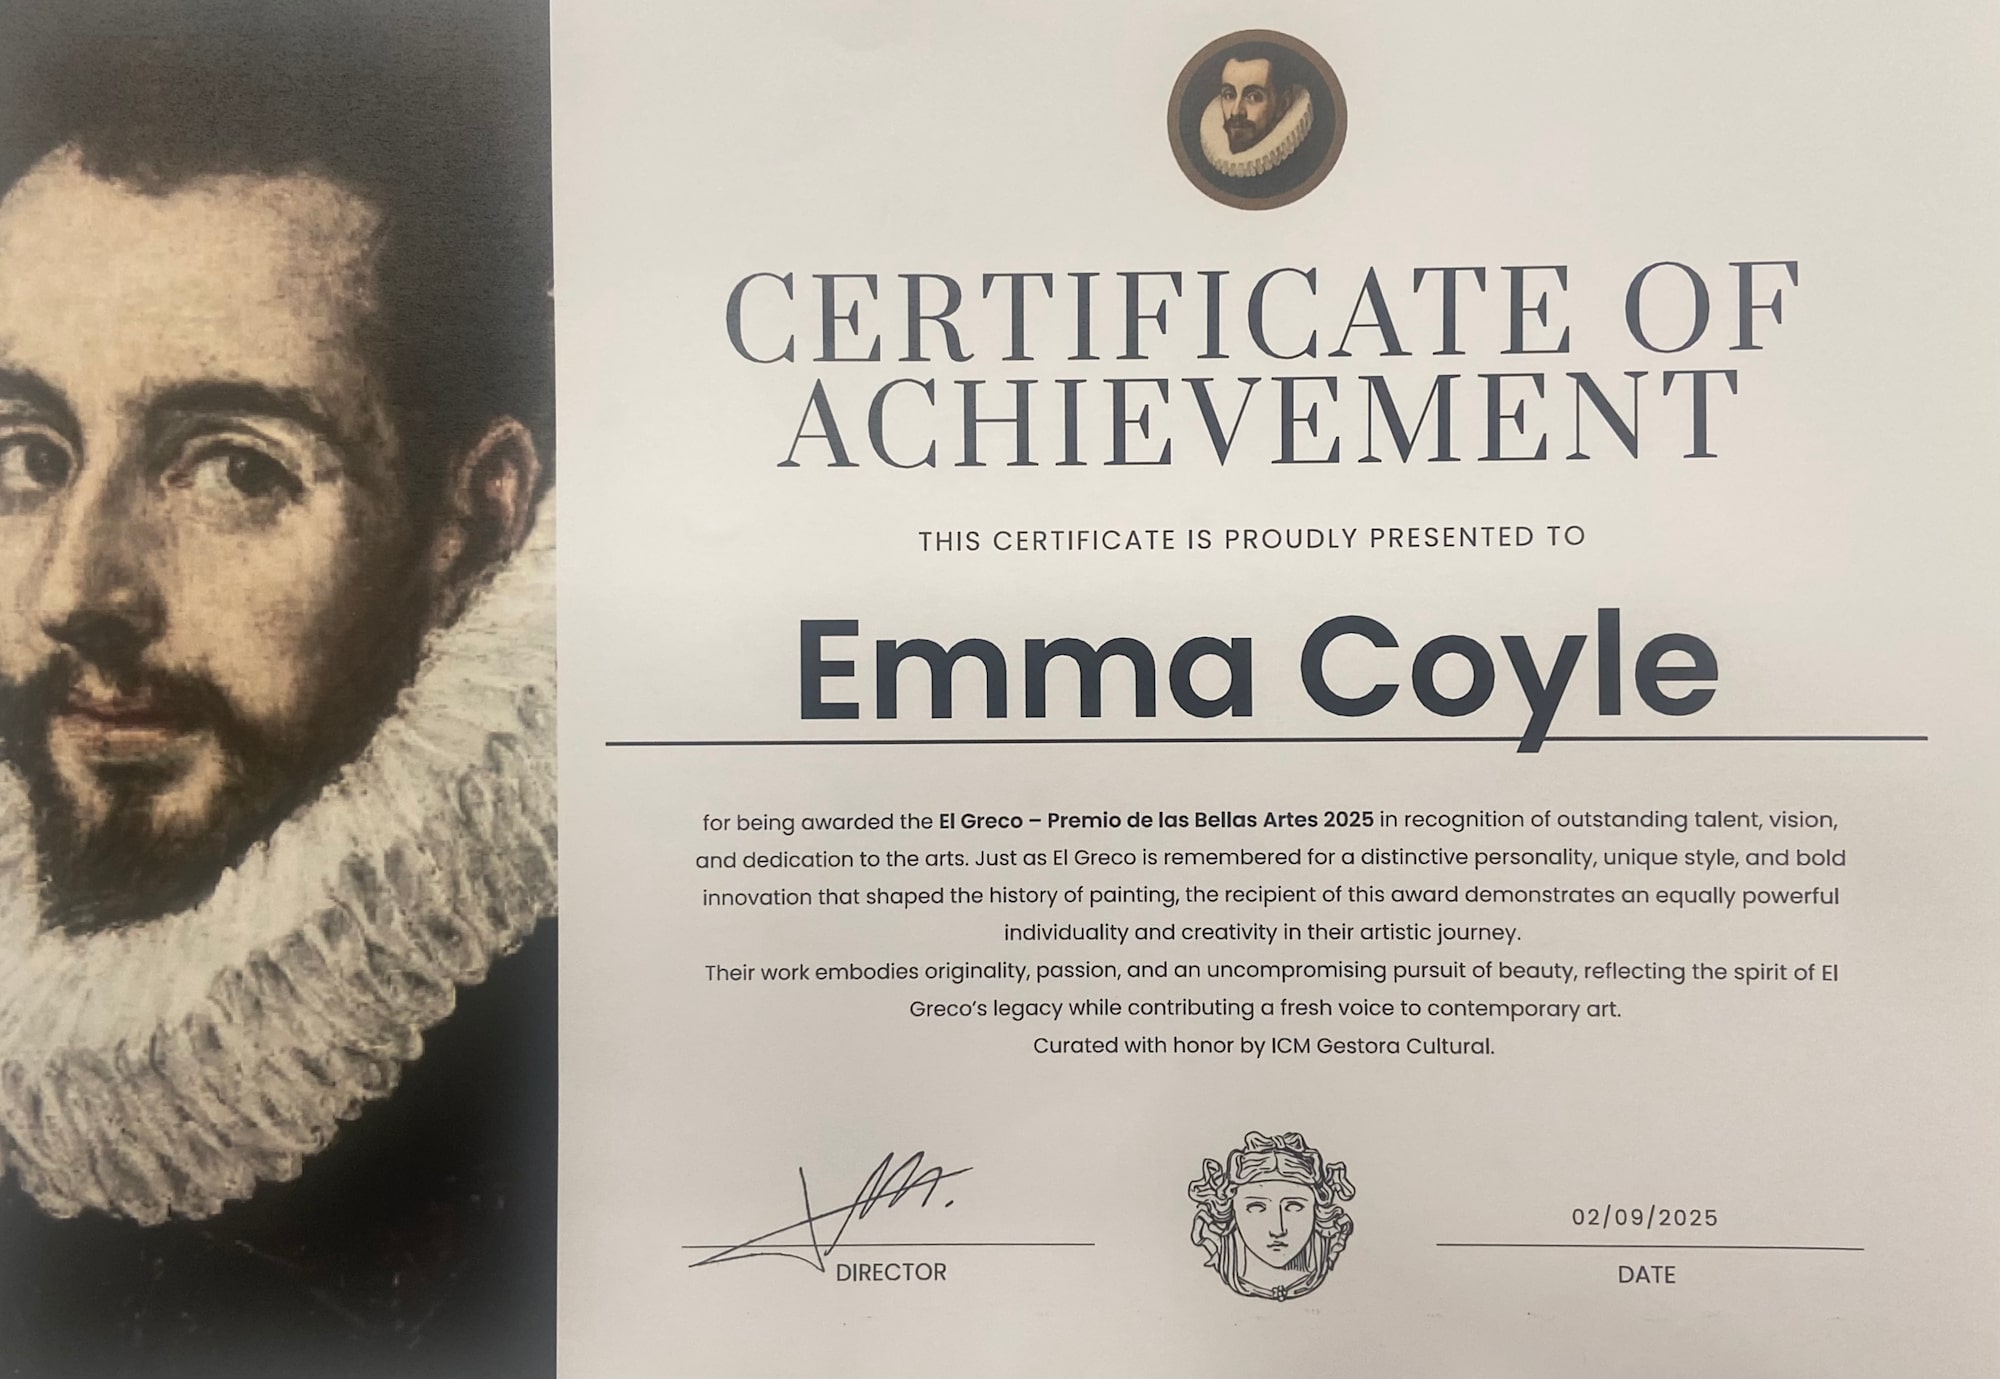 CERTIFICATE OF
ACHIEVEMENT
THIS CERTIFICATE IS PROUDLY PRESENTED TO
Emma Coyle
for being awarded the El Greco – Premio de las Bellas Artes 2025 in recognition of outstanding talent, vision,
and dedication to the arts. Just as El Greco is remembered for a distinctive personality, unique style, and bold
innovation that shaped the history of painting, the recipient of this award demonstrates an equally powerful
individuality and creativity in their artistic journey.
Their work embodies originality, passion, and an uncompromising pursuit of beauty, reflecting the spirit of El
Greco’s legacy while contributing a fresh voice to contemporary art.
Curated with honor by ICM Gestora Cultural.
DIRECTOR
02/09/2025
DATE